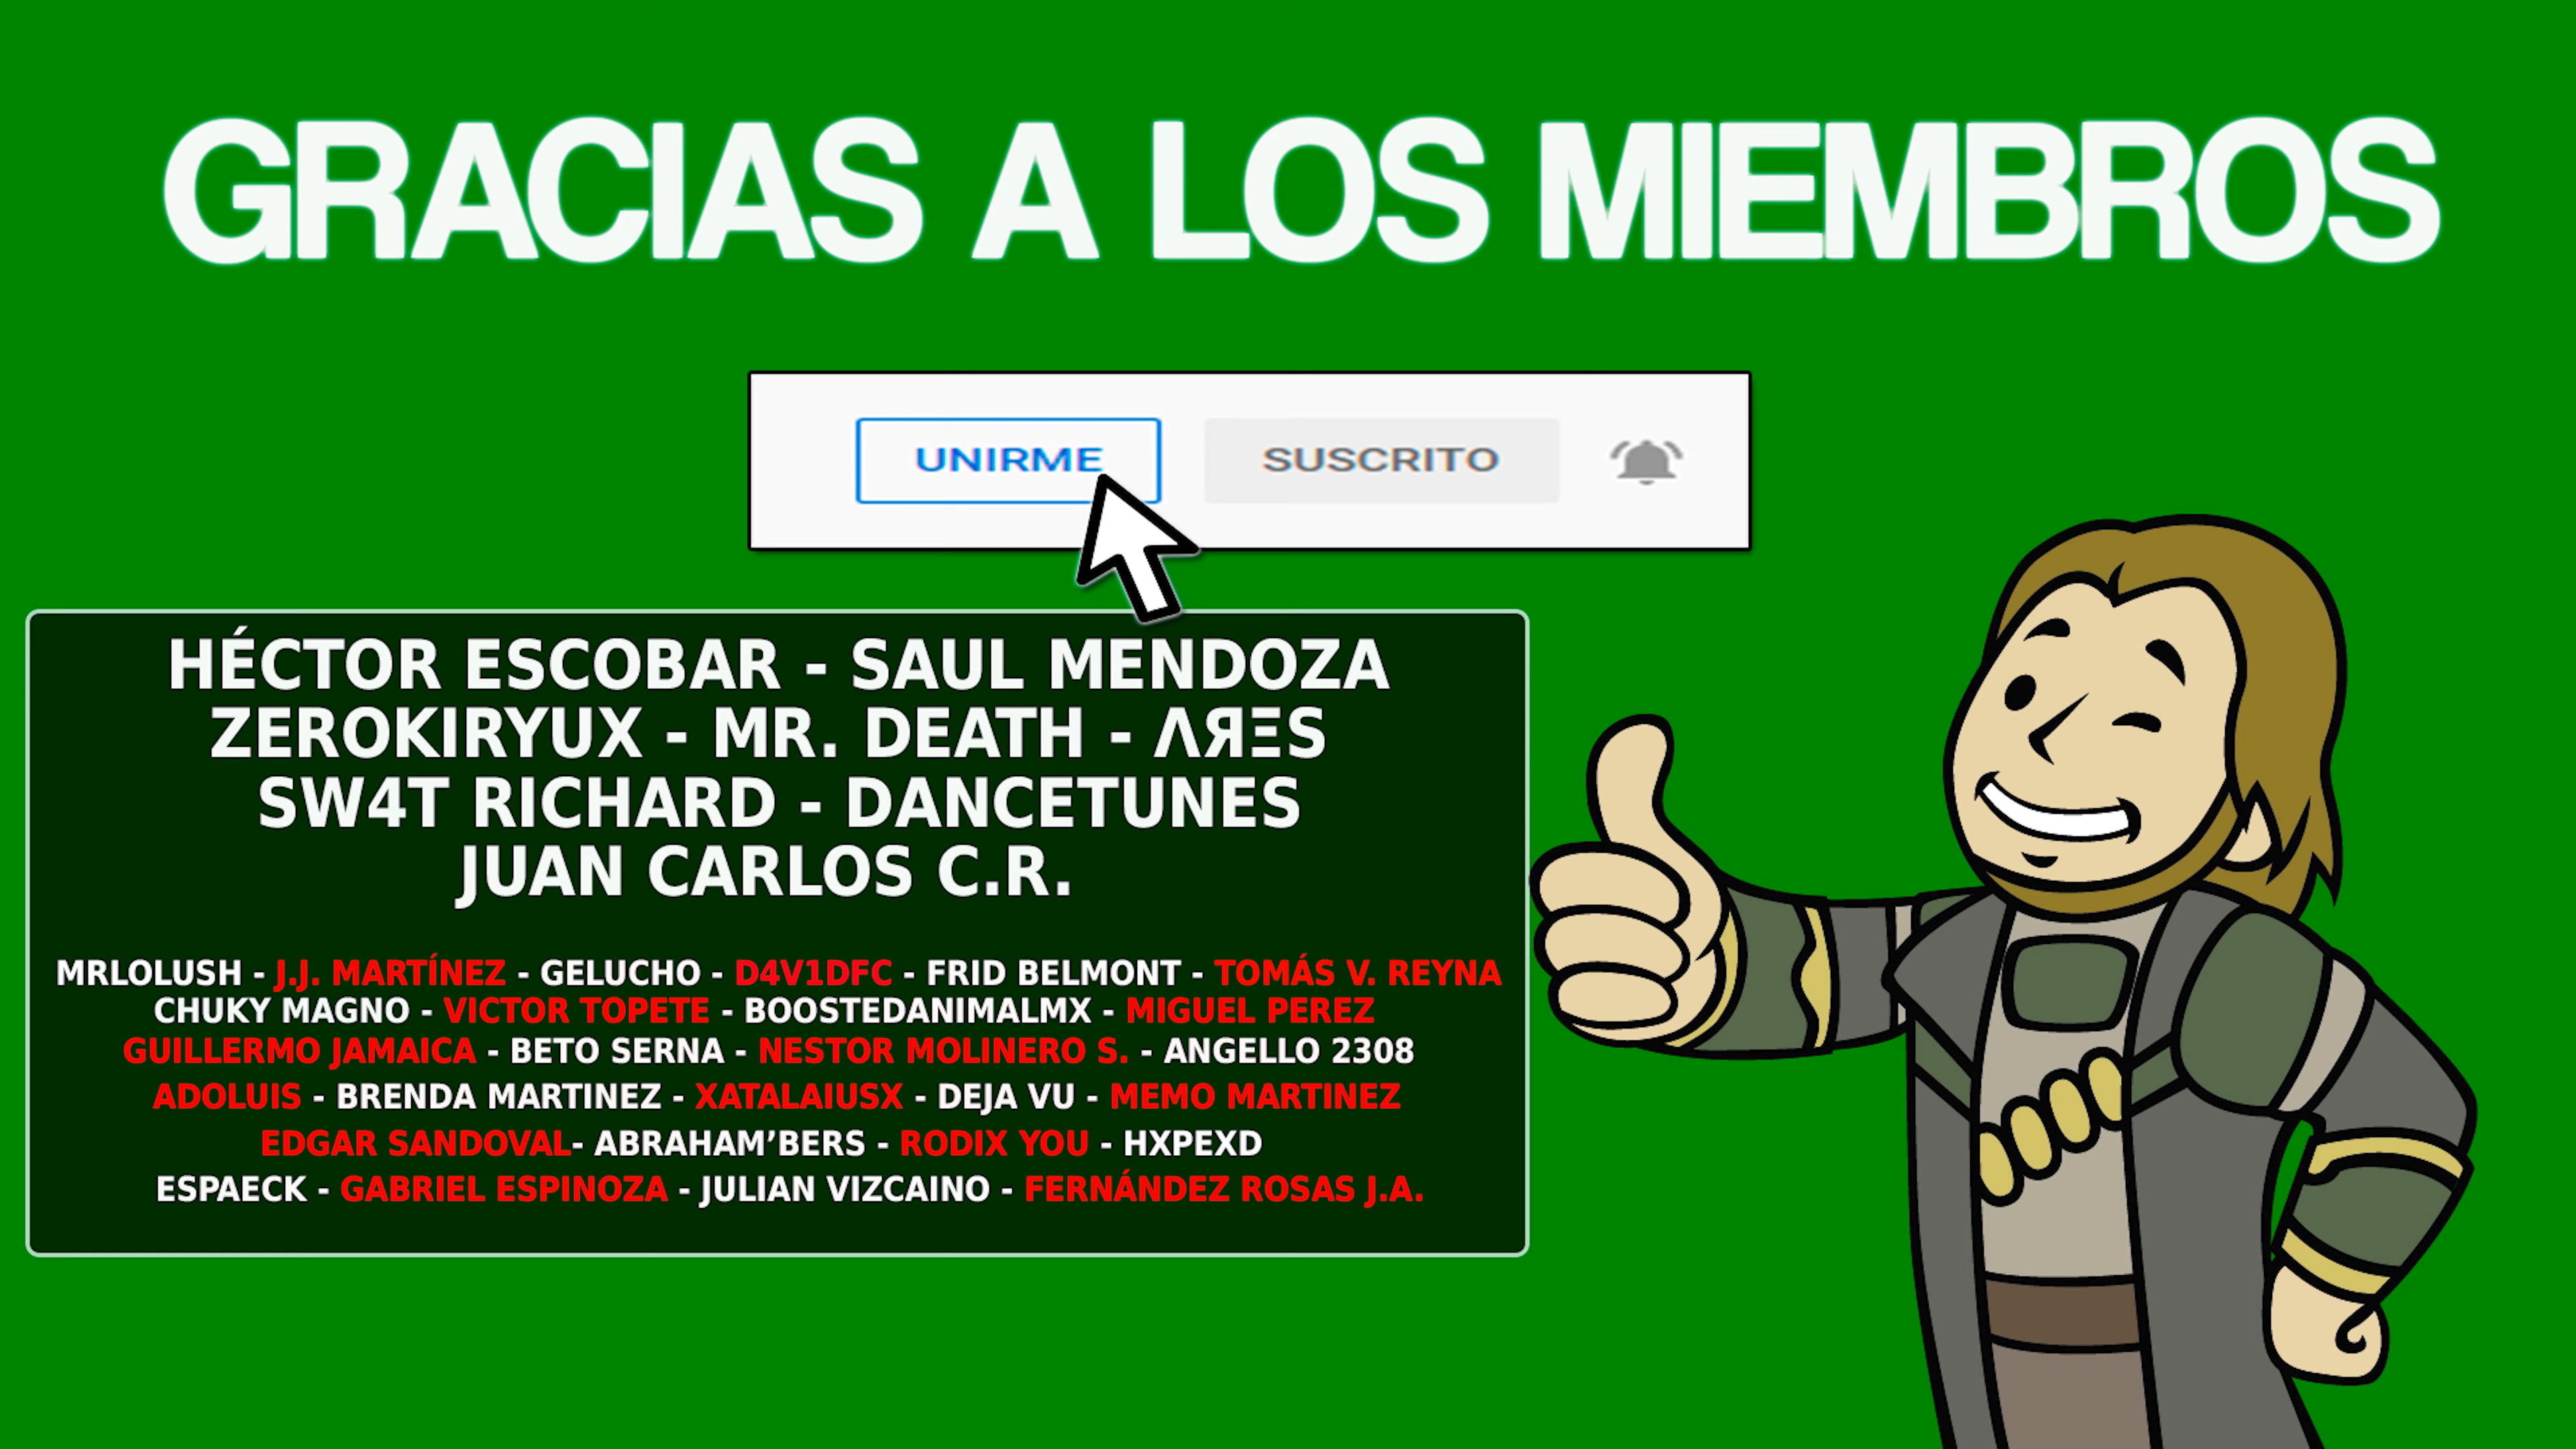 GRACIAS A LOS MIEMBROS
UNIRME SUSCRITO
HÉCTOR ESCOBAR - SAUL MENDOZA
ZEROKIRYUX - MR. DEATH - ΛЯΞS
SW4T RICHARD - DANCETUNES
JUAN CARLOS C.R.
MRLOLUSH - J.J. MARTÍNEZ - GELUCHO - D4V1DFC - FRID BELMONT - TOMÁS V. REYNA
CHUKY MAGNO - VICTOR TOPETE - BOOSTEDANIMALMX - MIGUEL PEREZ
GUILLERMO JAMAICA - BETO SERNA - NESTOR MOLINERO S. - ANGELLO 2308
ADOLUIS - BRENDA MARTINEZ - XATALAIUSX - DEJA VU - MEMO MARTINEZ
EDGAR SANDOVAL- ABRAHAM’BERS - RODIX YOU - HXPEXD
ESPAECK - GABRIEL ESPINOZA - JULIAN VIZCAINO - FERNÁNDEZ ROSAS J.A.